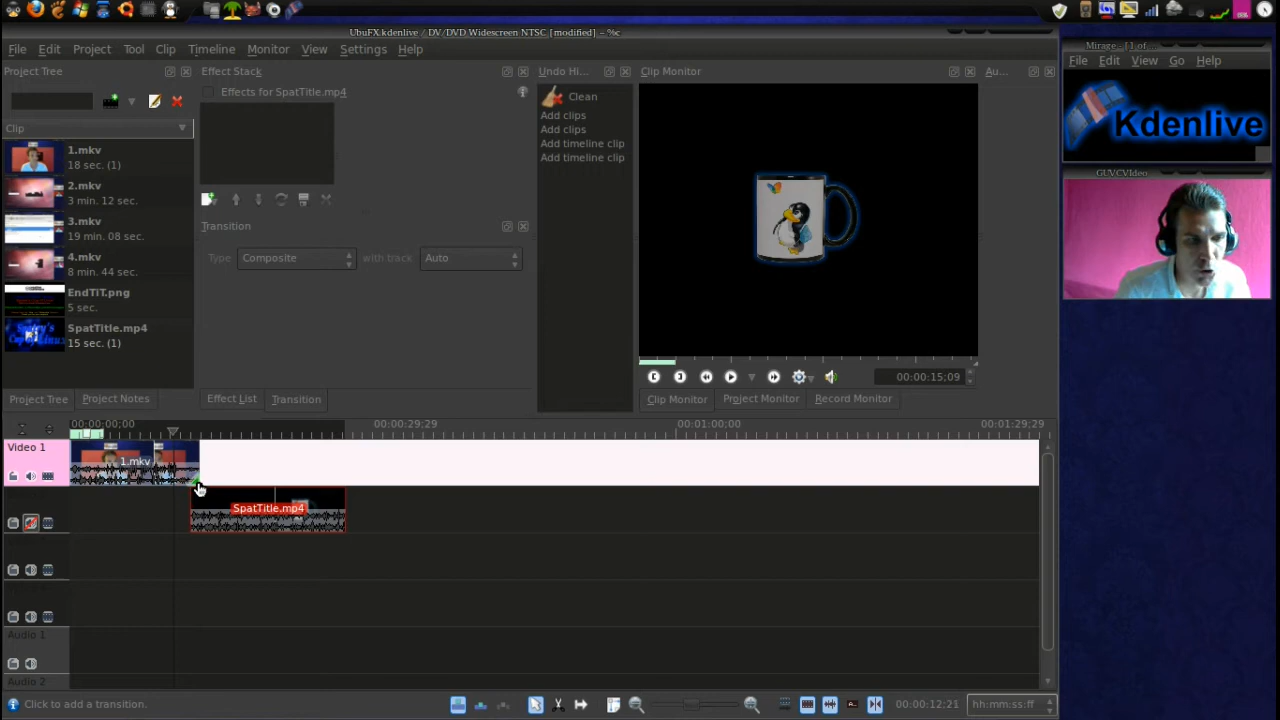 UbuFX.kdenlive / DV/DVD Widescreen NTSC [modified] – %c
File Edit Project Tool Clip Timeline Monitor View Settings Help
Project Tree
Clip
1.mkv
18 sec. (1)
2.mkv
3 min. 12 sec.
3.mkv
19 min. 08 sec.
4.mkv
8 min. 44 sec.
EndTiT.png
5 sec.
SpatTitle.mp4
15 sec. (1)
Project Tree Project Notes
Effect Stack
Effects for SpatTitle.mp4
Transition
Type Composite with track Auto
Effect List Transition
Undo Hi...
Clean
Add clips
Add clips
Add timeline clip
Add timeline clip
Clip Monitor
00:00:15;09
Clip Monitor Project Monitor Record Monitor
Au...
Mirage - [1 of...
File Edit View Go Help
Kdenlive
GUVCVideo
00:00:00;00 00:00:29;29 00:01:00;00 00:01:29;29
Video 1
1.mkv
SpatTitle.mp4
Audio 1
Audio 2
Click to add a transition.
00:00:12:21 hh:mm:ss:ff